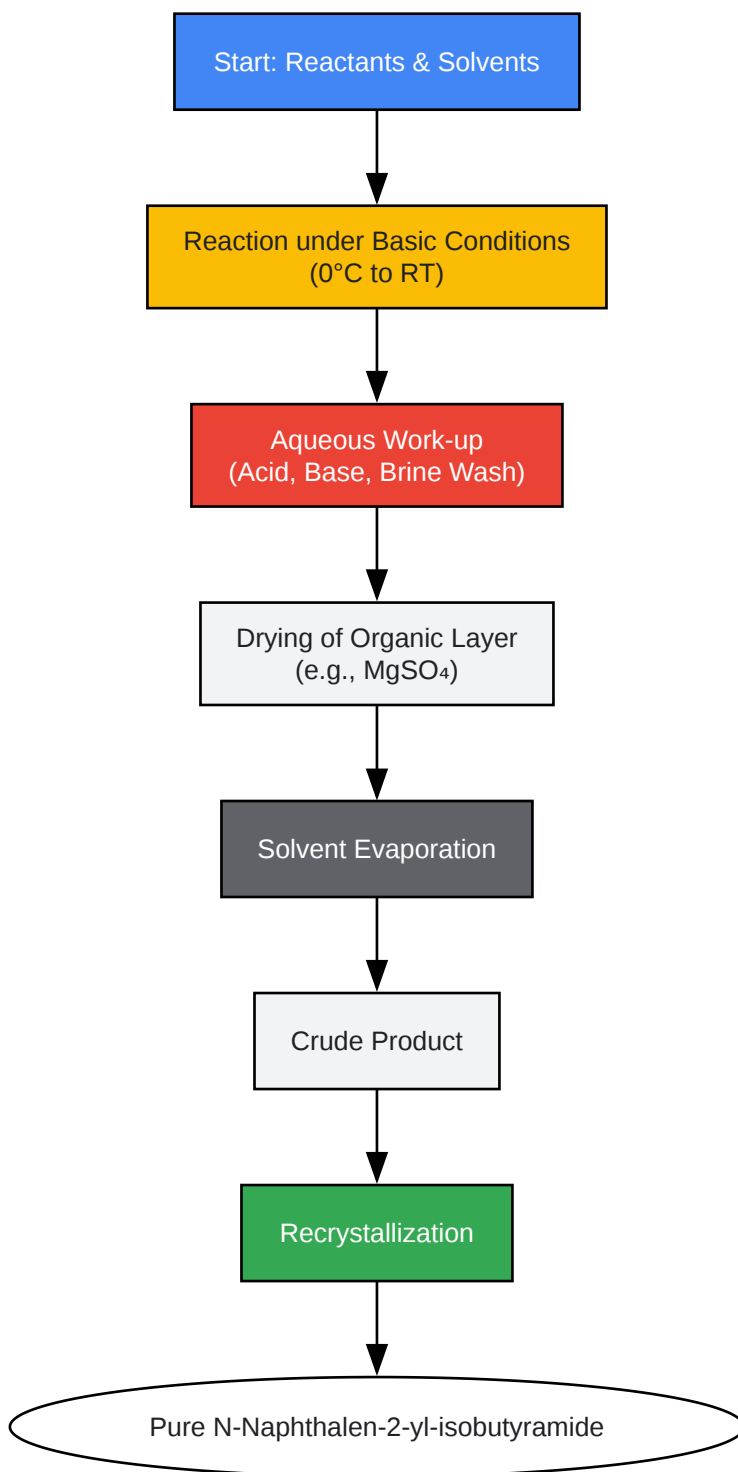 Start: Reactants & Solvents
Reaction under Basic Conditions
(0°C to RT)
Aqueous Work-up
(Acid, Base, Brine Wash)
Drying of Organic Layer
(e.g., MgSO₄)
Solvent Evaporation
Crude Product
Recrystallization
Pure N-Naphthalen-2-yl-isobutyramide